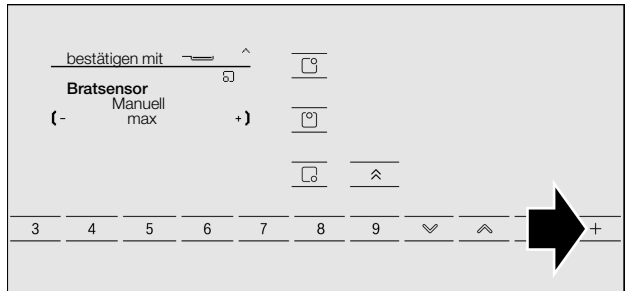 bestätigen mit
Bratsensor
Manuell
(- max +)
3 4 5 6 7 8 9 +